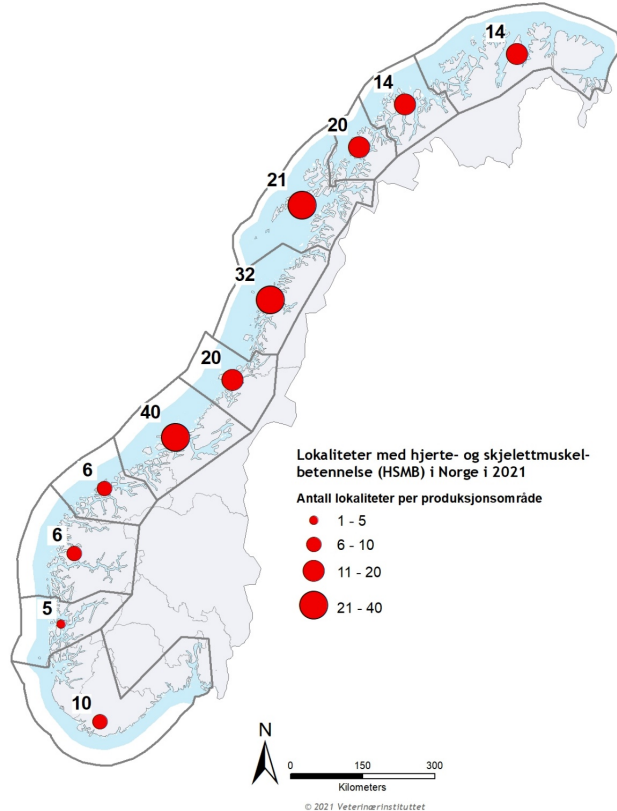 14
14
20
21
32
20
40
6
6
5
10
Lokaliteter med hjerte- og skjelettmuskel-
betennelse (HSMB) i Norge i 2021
Antall lokaliteter per produksjonsområde
1 - 5
6 - 10
11 - 20
21 - 40
N
0 150 300
Kilometers
© 2021 Veterinærinstituttet